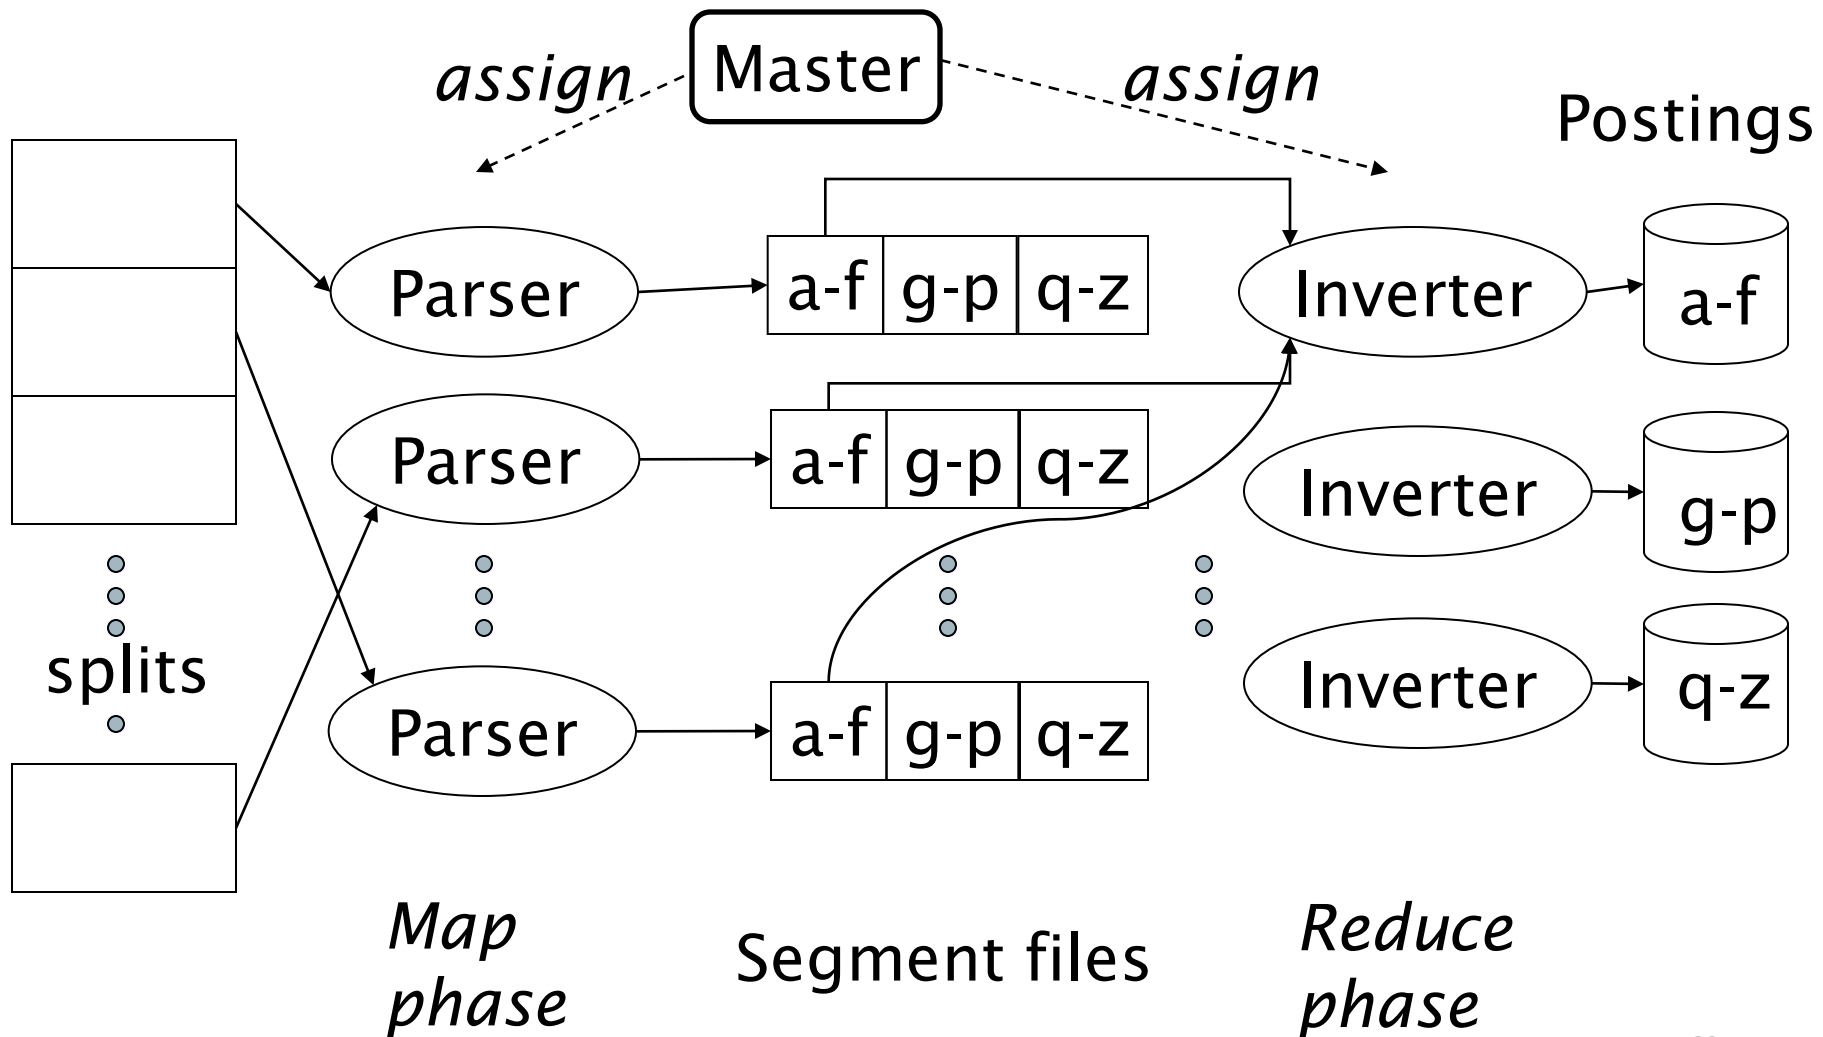 Master
assign
assign
Postings
Parser
a-f g-p q-z
Inverter
a-f
Parser
a-f g-p q-z
Inverter
g-p
splits
Parser
a-f g-p q-z
Inverter
q-z
Map
phase
Segment files
Reduce
phase